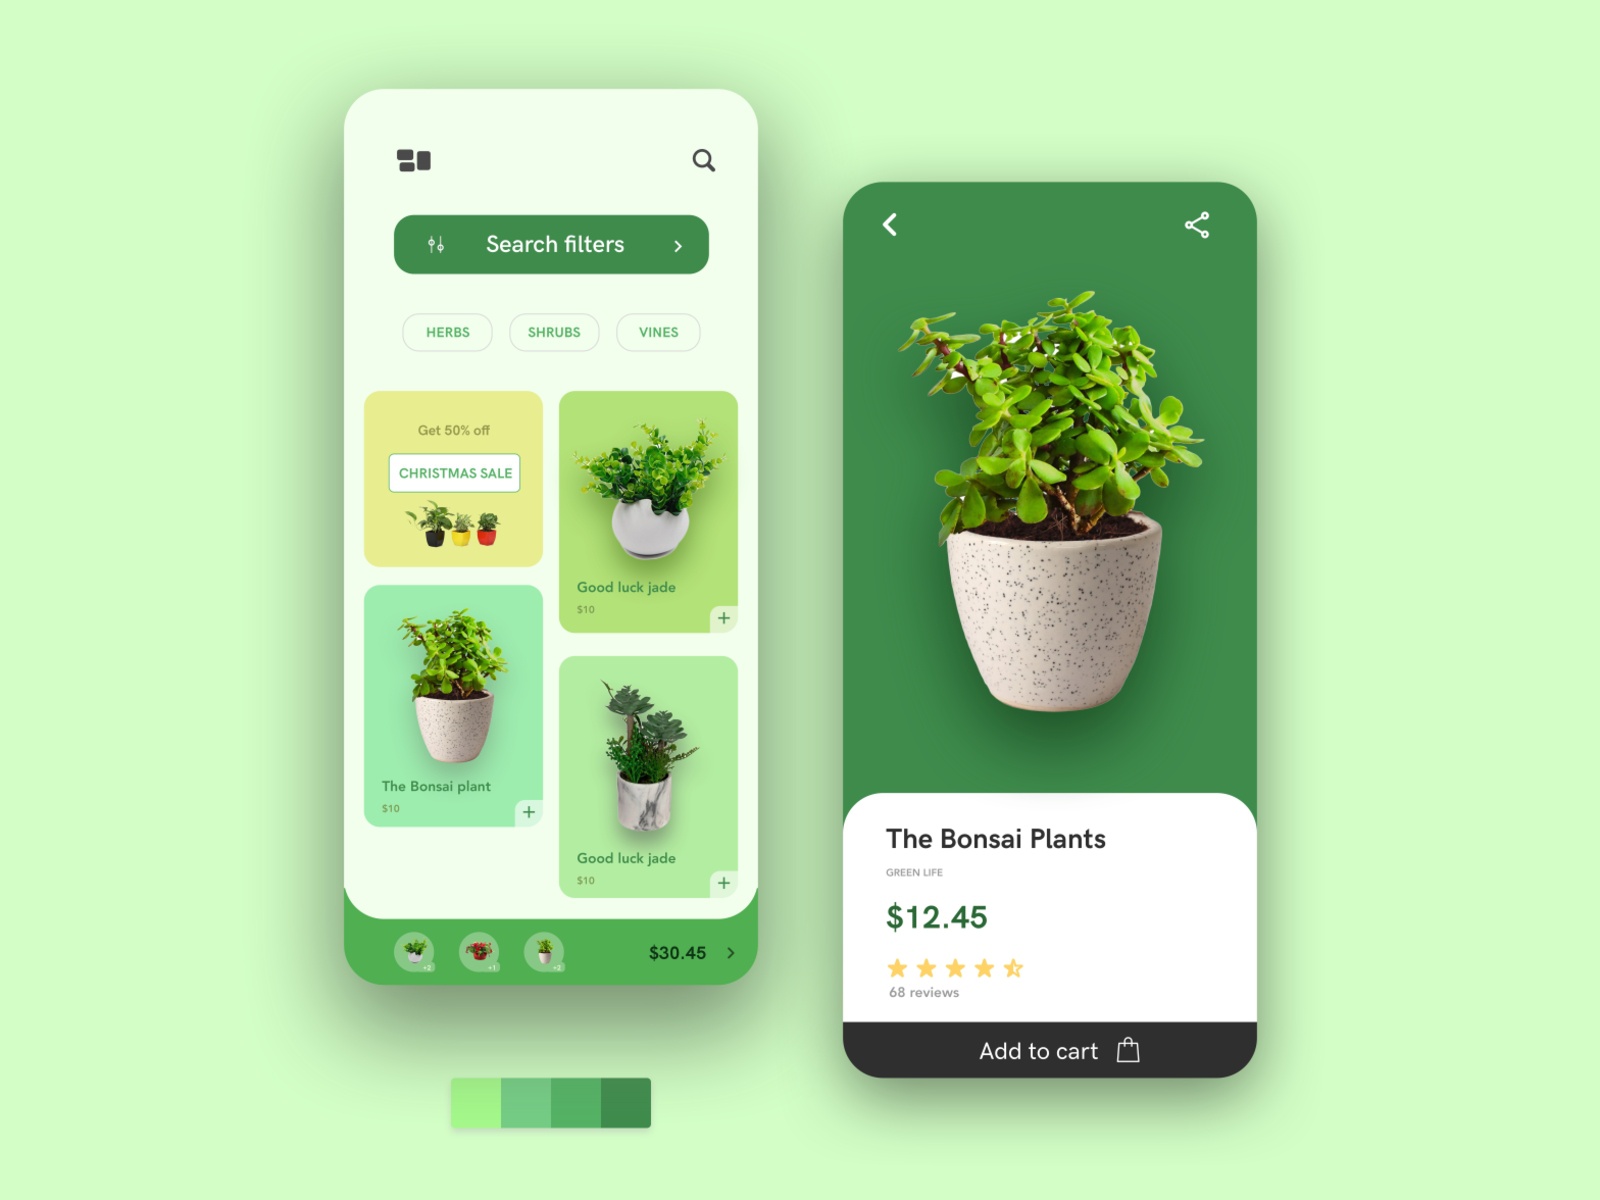 Search filters
HERBS
SHRUBS
VINES
Get 50% off
CHRISTMAS SALE
Good luck jade
$10
+
The Bonsai plant
$10
+
Good luck jade
$10
+
+2
+1
+2
$30.45
The Bonsai Plants
GREEN LIFE
$12.45
68 reviews
Add to cart